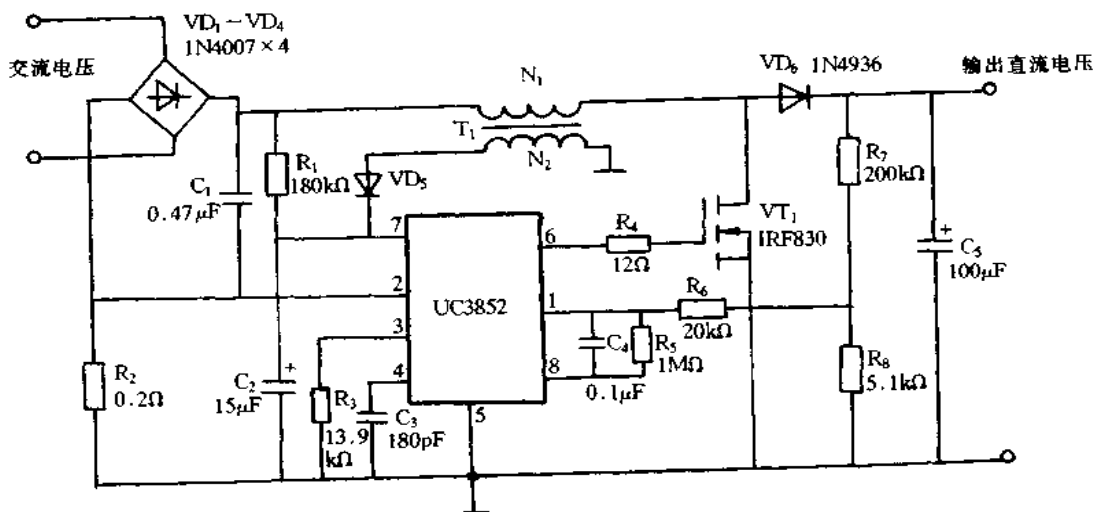 VD₁－VD₄
1N4007×4
交流电压
N₁
T₁
N₂
VD₆ 1N4936
输出直流电压
R₁
180kΩ
VD₅
C₁
0.47μF
R₇
200kΩ
VT₁
IRF830
R₄
12Ω
C₅
100μF
+
7
6
2
UC3852
1
3
4
8
5
R₆
20kΩ
C₄
0.1μF
R₅
1MΩ
R₈
5.1kΩ
R₂
0.2Ω
C₂
15μF
+
R₃
13.9
kΩ
C₃
180pF